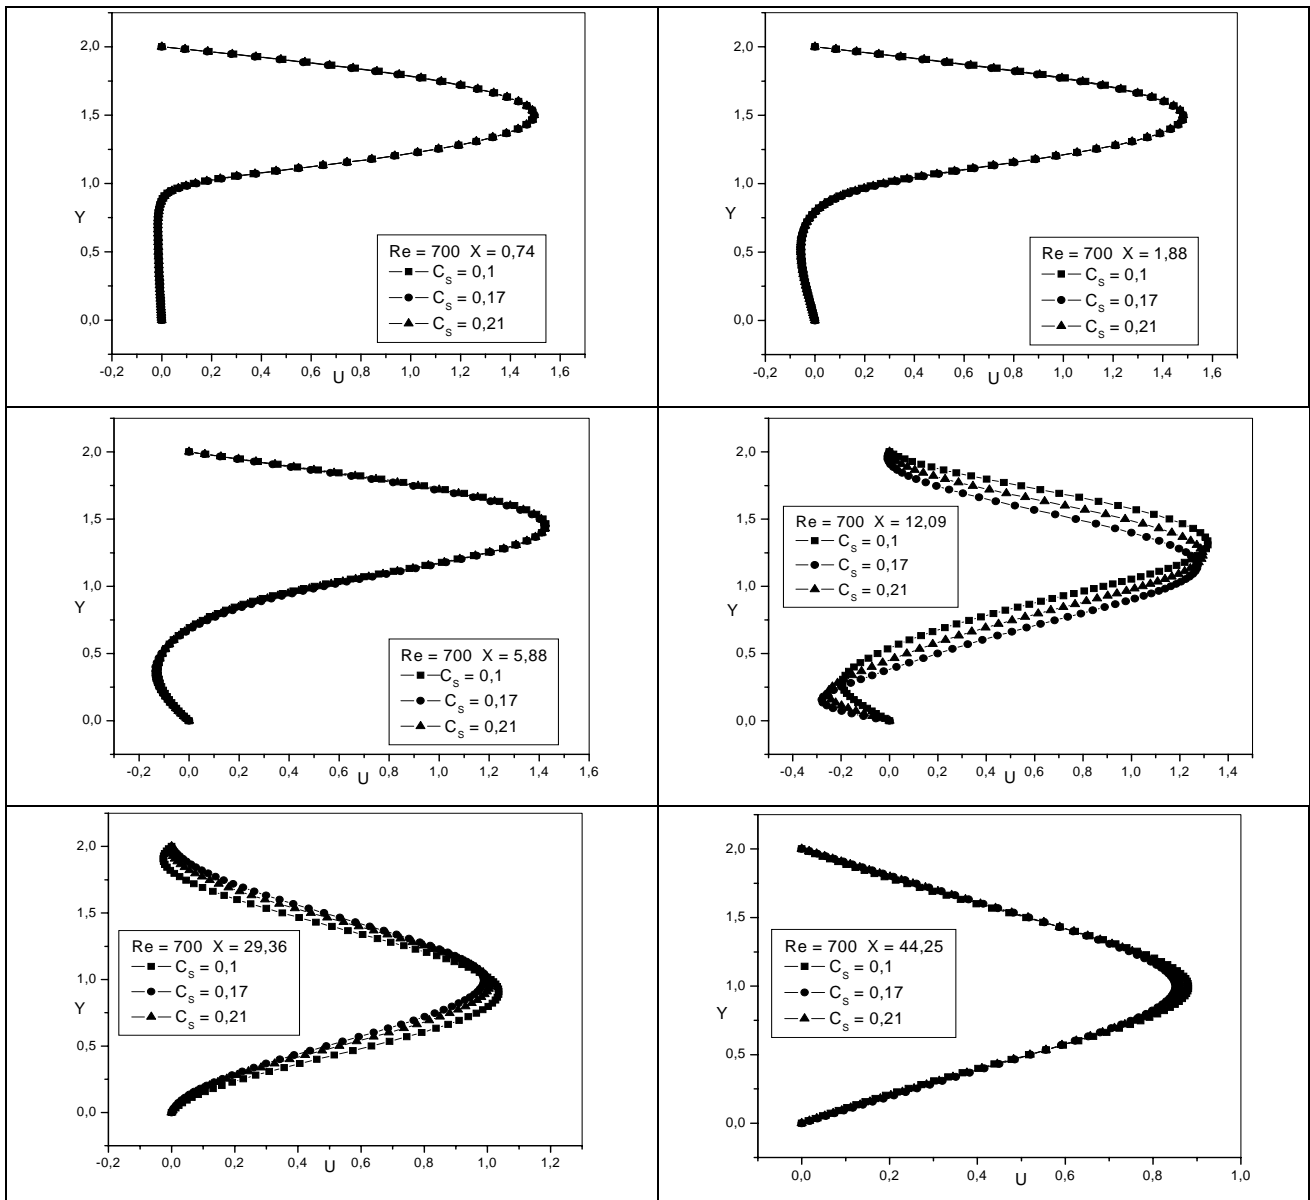 2,0
1,5
1,0
Y
0,5
0,0
Re = 700 X = 0,74
C_S = 0,1
C_S = 0,17
C_S = 0,21
-0,2 0,0 0,2 0,4 0,6 0,8 1,0 1,2 1,4 1,6
U
2,0
1,5
1,0
Y
0,5
0,0
Re = 700 X = 1,88
C_S = 0,1
C_S = 0,17
C_S = 0,21
-0,2 0,0 0,2 0,4 0,6 0,8 1,0 1,2 1,4 1,6
U
2,0
1,5
1,0
Y
0,5
0,0
Re = 700 X = 5,88
C_S = 0,1
C_S = 0,17
C_S = 0,21
-0,2 0,0 0,2 0,4 0,6 0,8 1,0 1,2 1,4 1,6
U
2,0
1,5
1,0
Y
0,5
0,0
Re = 700 X = 12,09
C_S = 0,1
C_S = 0,17
C_S = 0,21
-0,4 -0,2 0,0 0,2 0,4 0,6 0,8 1,0 1,2 1,4
U
2,0
1,5
1,0
Y
0,5
0,0
Re = 700 X = 29,36
C_S = 0,1
C_S = 0,17
C_S = 0,21
-0,2 0,0 0,2 0,4 0,6 0,8 1,0 1,2
U
2,0
1,5
1,0
Y
0,5
0,0
Re = 700 X = 44,25
C_S = 0,1
C_S = 0,17
C_S = 0,21
0,0 0,2 0,4 0,6 0,8 1,0
U